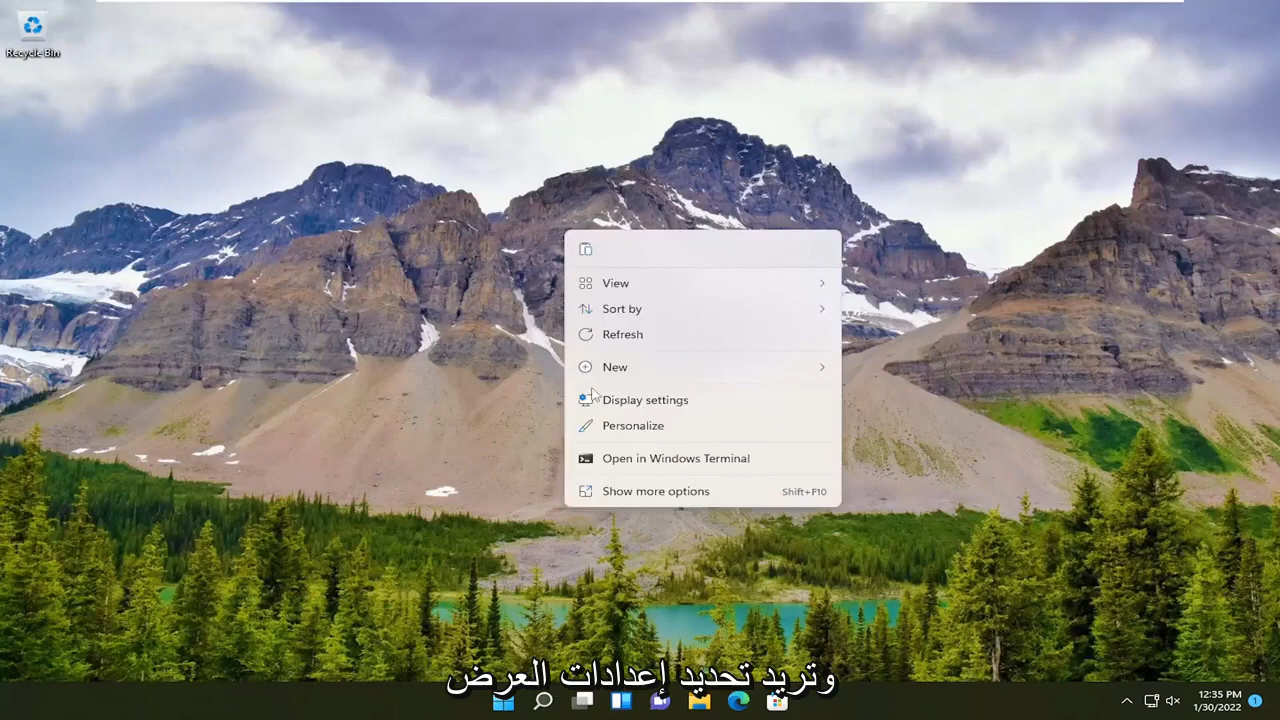 Recycle Bin
View
Sort by
Refresh
New
Display settings
Personalize
Open in Windows Terminal
Show more options Shift+F10
وتريد تحديد إعدادات العرض
12:35 PM
1/30/2022
1